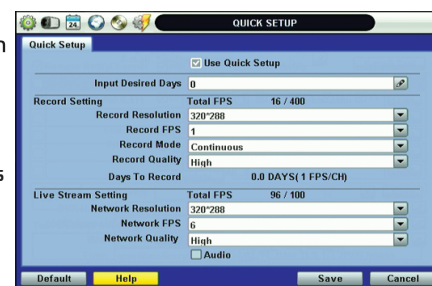 QUICK SETUP
24
Quick Setup
Use Quick Setup
Input Desired Days 0
Record Setting Total FPS 16 / 400
Record Resolution 320*288
Record FPS 1
Record Mode Continuous
Record Quality High
Days To Record 0.0 DAYS( 1 FPS/CH)
Live Stream Setting Total FPS 96 / 100
Network Resolution 320*288
Network FPS 6
Network Quality High
Audio
Default Help Save Cancel